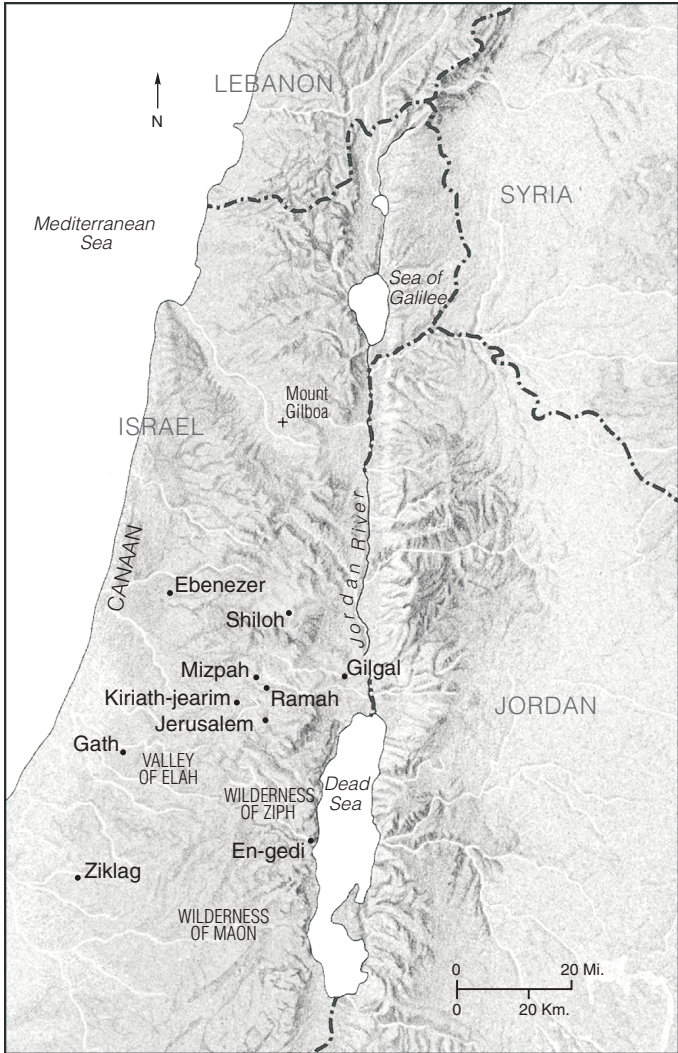 LEBANON
N
SYRIA
Mediterranean
Sea
Sea of
Galilee
Mount
Gilboa
ISRAEL
Jordan River
CANAAN
Ebenezer
Shiloh
Mizpah
Gilgal
Kiriath-jearim
Ramah
JORDAN
Jerusalem
Gath
VALLEY
OF ELAH
Dead
Sea
WILDERNESS
OF ZIPH
En-gedi
Ziklag
WILDERNESS
OF MAON
0 20 Mi.
0 20 Km.